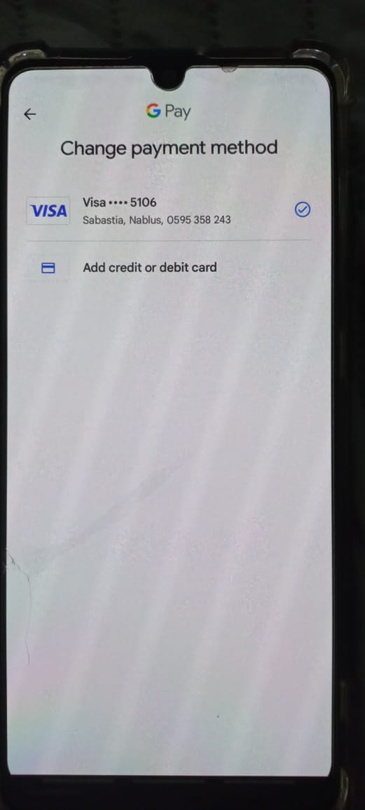 G Pay
Change payment method
VISA
Visa •••• 5106
Sabastia, Nablus, 0595 358 243
Add credit or debit card